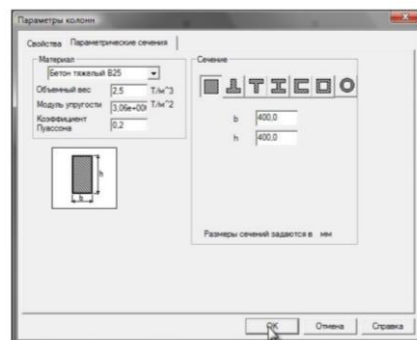 Параметры колонн
Свойства Параметрические сечения
Материал
Бетон тяжелый B25
Объемный вес 2,5 Т/м^3
Модуль упругости 3,06e+00 Т/м^2
Коэффициент Пуассона 0,2
h
b
Сечение
b 400,0
h 400,0
Размеры сечений задаются в мм
OK Отмена Справка